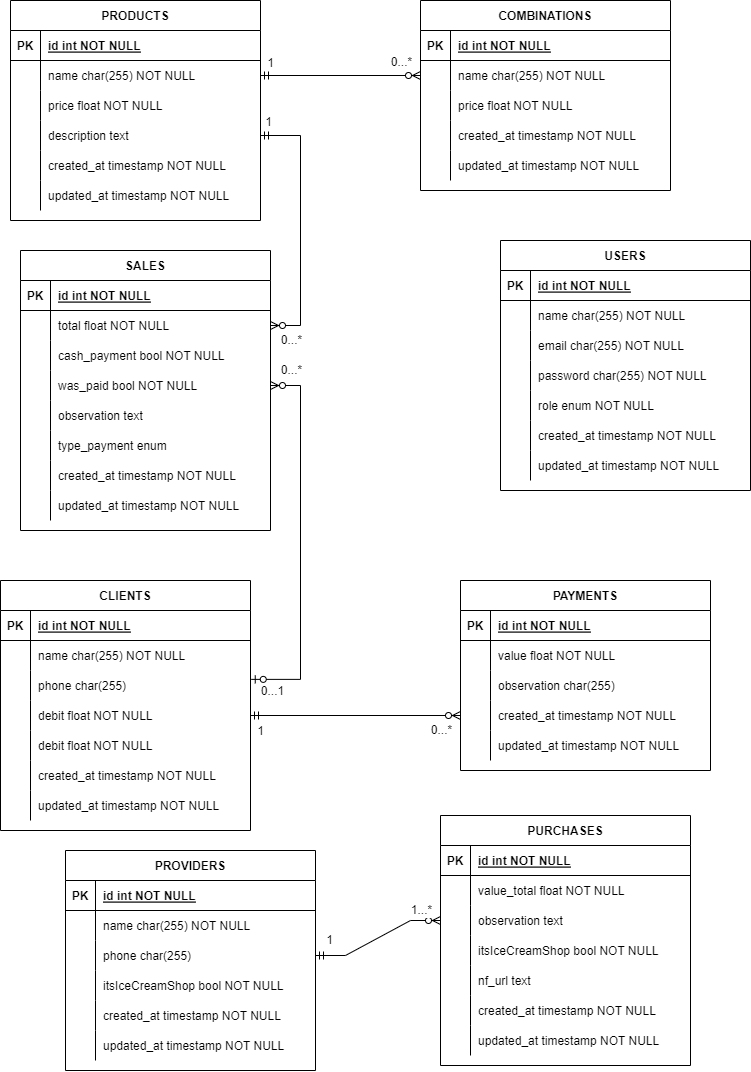 PRODUCTS
PK id int NOT NULL
name char(255) NOT NULL
price float NOT NULL
description text
created_at timestamp NOT NULL
updated_at timestamp NOT NULL
1
0...*
1
COMBINATIONS
PK id int NOT NULL
name char(255) NOT NULL
price float NOT NULL
created_at timestamp NOT NULL
updated_at timestamp NOT NULL
SALES
PK id int NOT NULL
total float NOT NULL
cash_payment bool NOT NULL
was_paid bool NOT NULL
observation text
type_payment enum
created_at timestamp NOT NULL
updated_at timestamp NOT NULL
0...*
0...*
USERS
PK id int NOT NULL
name char(255) NOT NULL
email char(255) NOT NULL
password char(255) NOT NULL
role enum NOT NULL
created_at timestamp NOT NULL
updated_at timestamp NOT NULL
CLIENTS
PK id int NOT NULL
name char(255) NOT NULL
phone char(255)
debit float NOT NULL
debit float NOT NULL
created_at timestamp NOT NULL
updated_at timestamp NOT NULL
0...1
1
0...*
PAYMENTS
PK id int NOT NULL
value float NOT NULL
observation char(255)
created_at timestamp NOT NULL
updated_at timestamp NOT NULL
PROVIDERS
PK id int NOT NULL
name char(255) NOT NULL
phone char(255)
itsIceCreamShop bool NOT NULL
created_at timestamp NOT NULL
updated_at timestamp NOT NULL
1
1...*
PURCHASES
PK id int NOT NULL
value_total float NOT NULL
observation text
itsIceCreamShop bool NOT NULL
nf_url text
created_at timestamp NOT NULL
updated_at timestamp NOT NULL